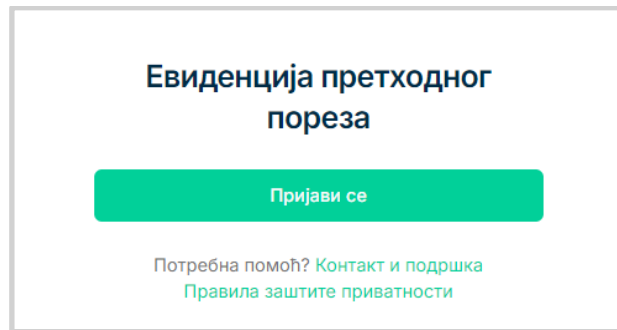 Евиденција претходног
пореза
Пријави се
Потребна помоћ? Контакт и подршка
Правила заштите приватности